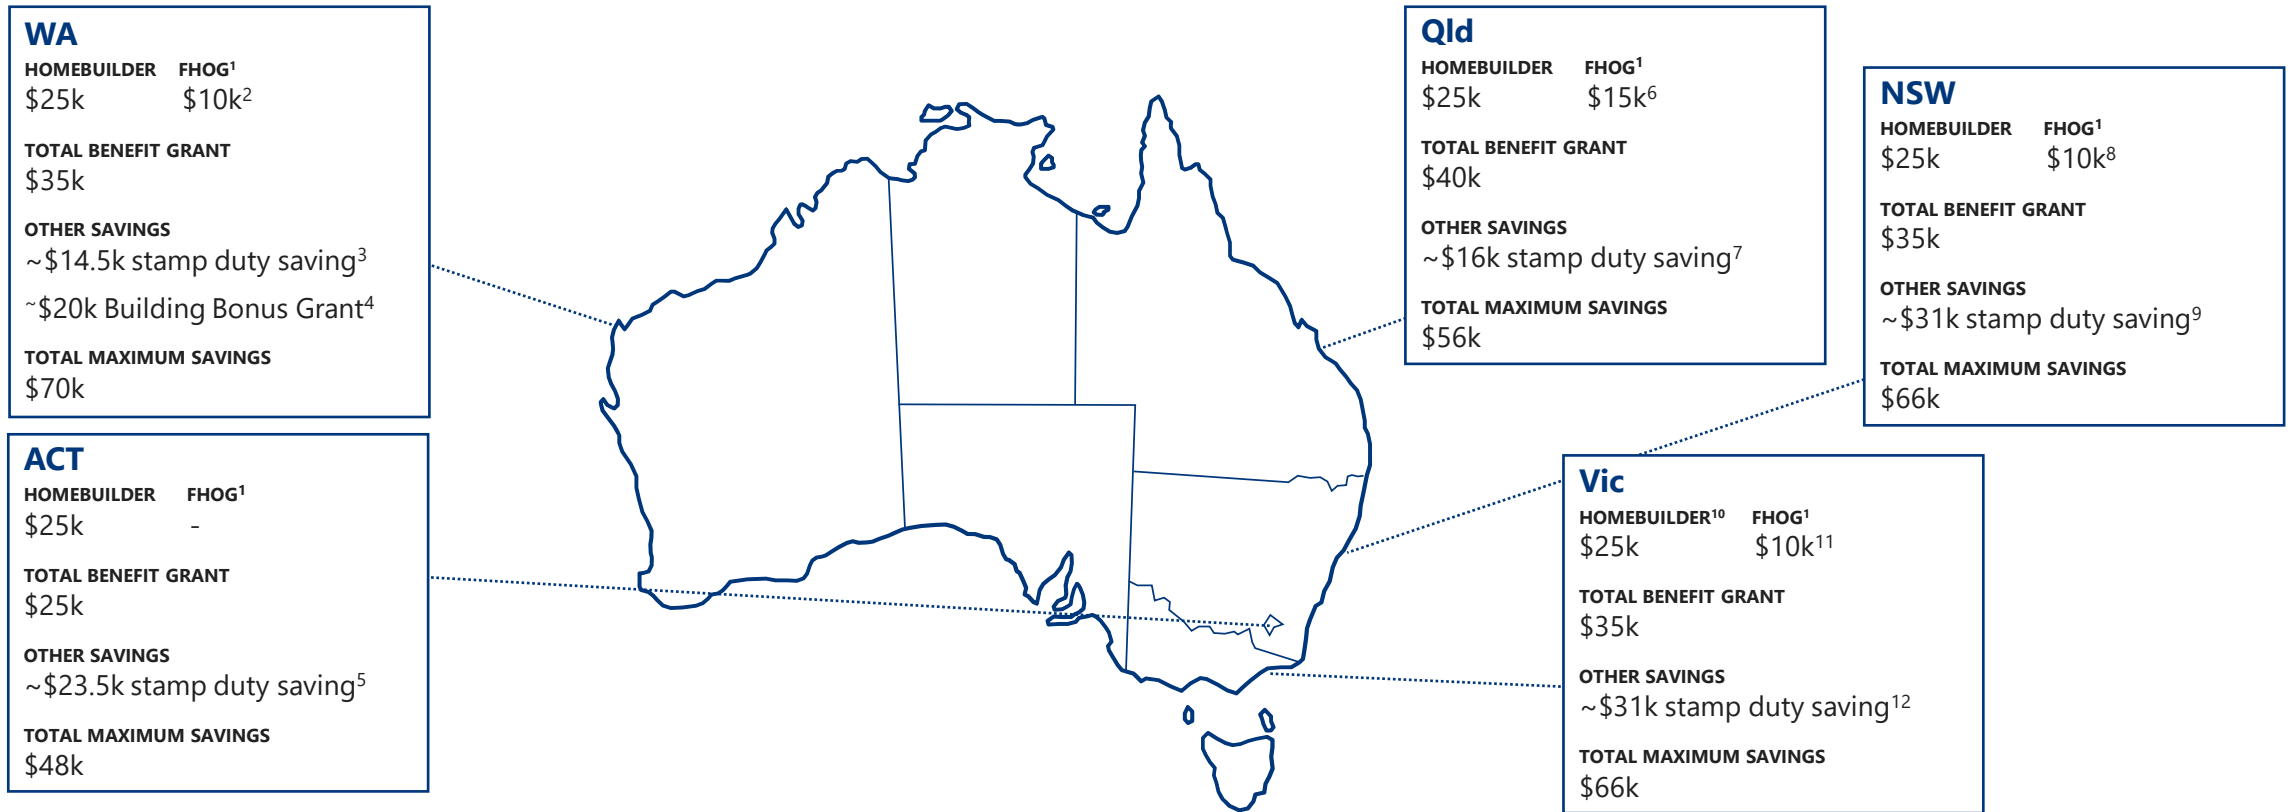 WA
HOMEBUILDER FHOG¹
$25k $10k²
TOTAL BENEFIT GRANT
$35k
OTHER SAVINGS
~$14.5k stamp duty saving³
~$20k Building Bonus Grant⁴
TOTAL MAXIMUM SAVINGS
$70k
ACT
HOMEBUILDER FHOG¹
$25k -
TOTAL BENEFIT GRANT
$25k
OTHER SAVINGS
~$23.5k stamp duty saving⁵
TOTAL MAXIMUM SAVINGS
$48k
Qld
HOMEBUILDER FHOG¹
$25k $15k⁶
TOTAL BENEFIT GRANT
$40k
OTHER SAVINGS
~$16k stamp duty saving⁷
TOTAL MAXIMUM SAVINGS
$56k
NSW
HOMEBUILDER FHOG¹
$25k $10k⁸
TOTAL BENEFIT GRANT
$35k
OTHER SAVINGS
~$31k stamp duty saving⁹
TOTAL MAXIMUM SAVINGS
$66k
Vic
HOMEBUILDER¹⁰ FHOG¹
$25k $10k¹¹
TOTAL BENEFIT GRANT
$35k
OTHER SAVINGS
~$31k stamp duty saving¹²
TOTAL MAXIMUM SAVINGS
$66k